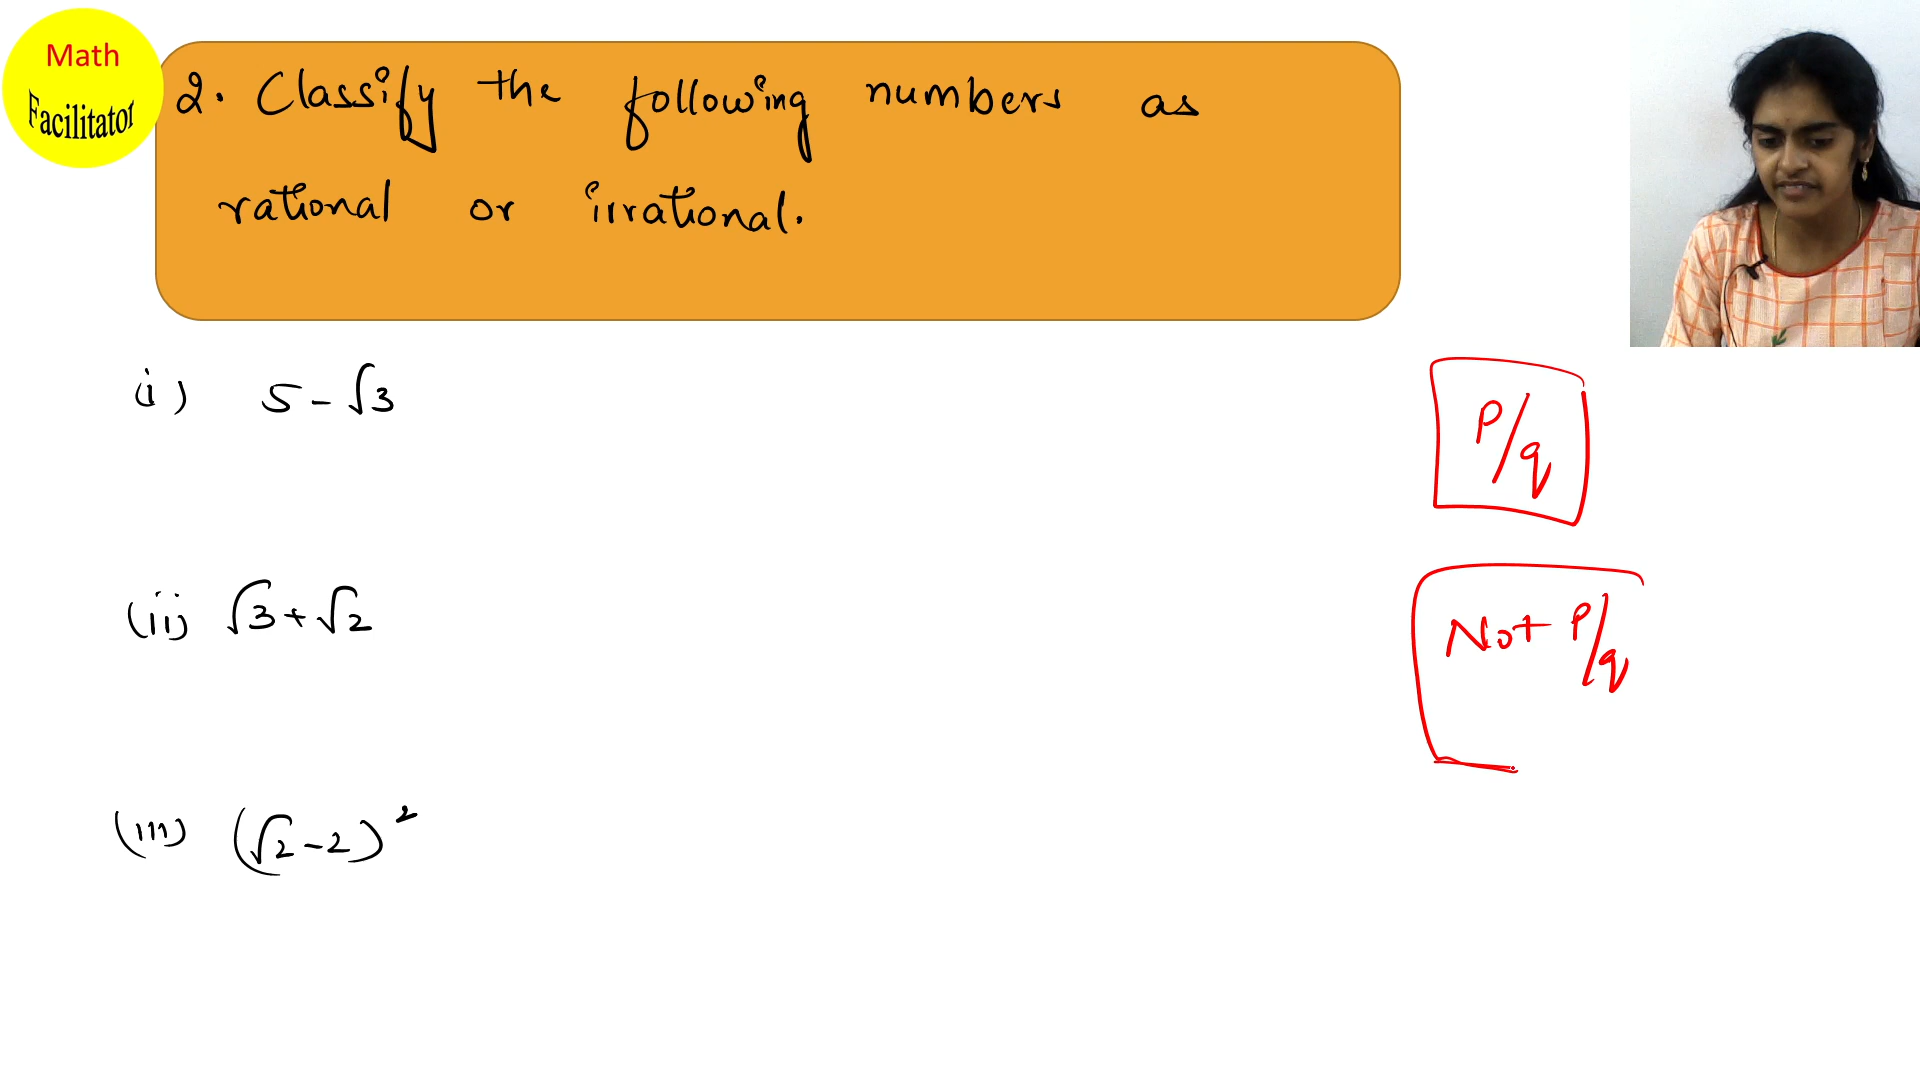 Math
Facilitator
2. Classify the following numbers as
rational or irrational.
(i) 5 - √3
P/q
(ii) √3 + √2
Not P/q
(iii) (√2 - 2)²